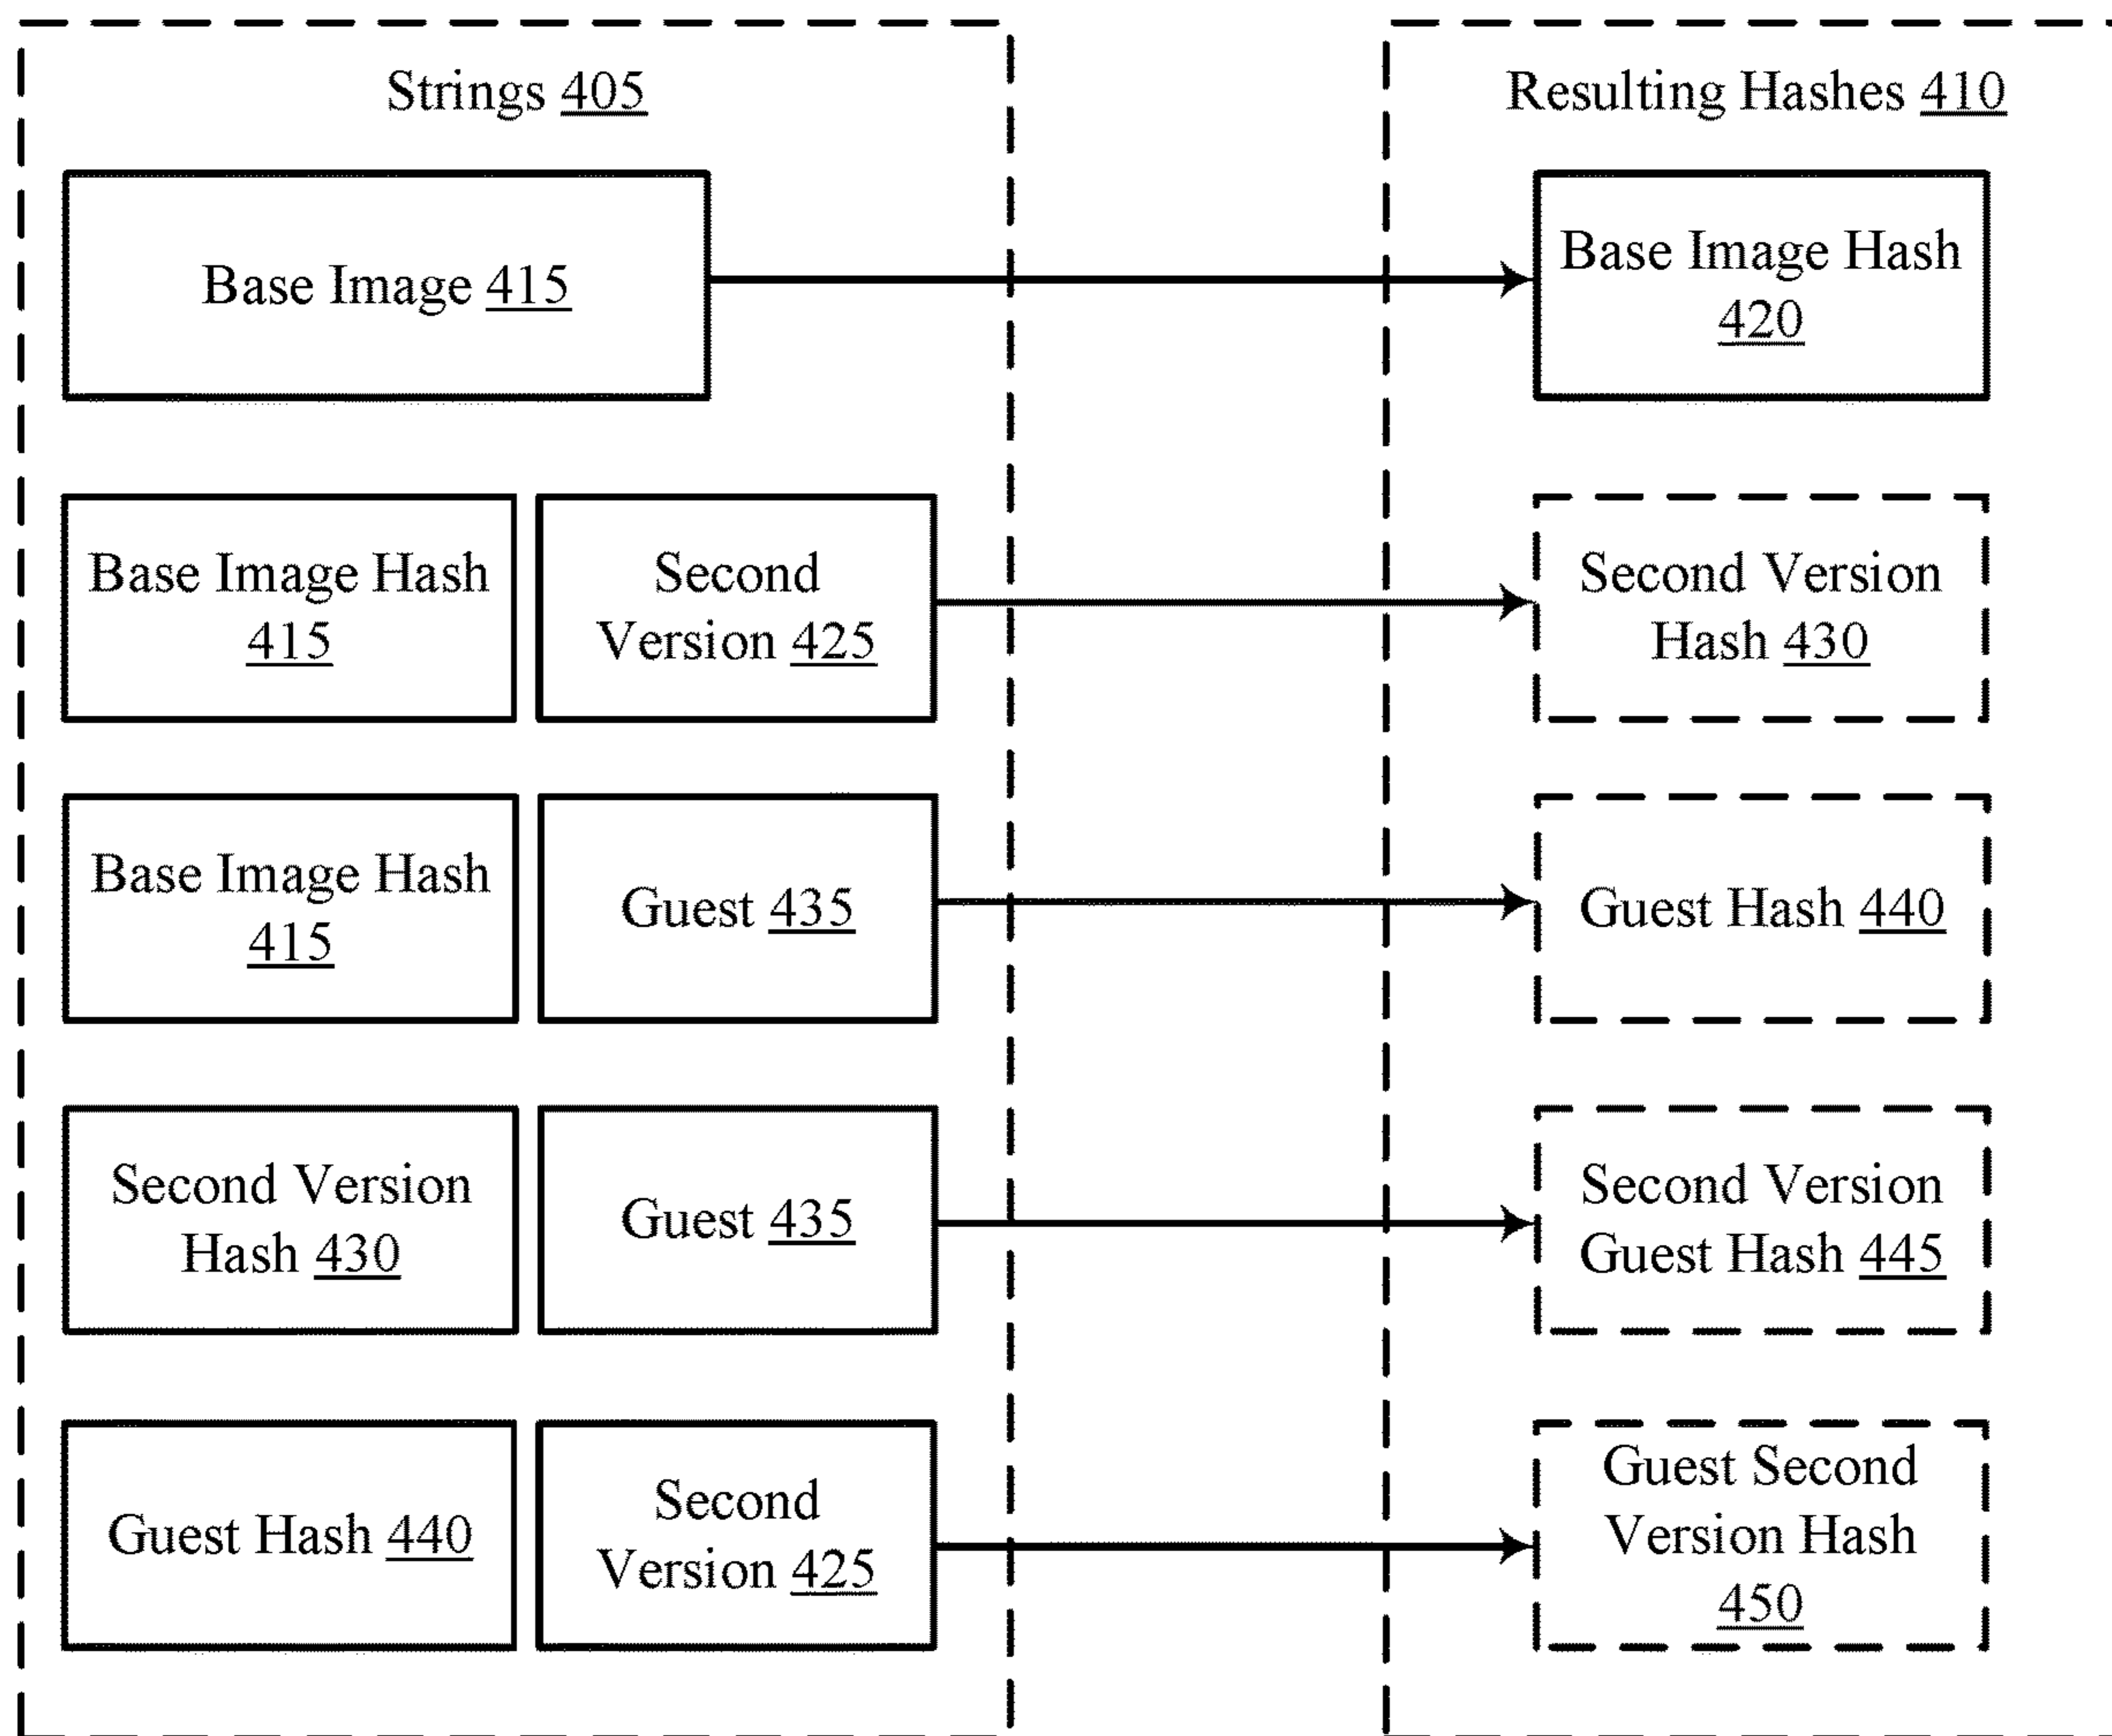 Strings 405
Resulting Hashes 410
Base Image 415
Base Image Hash
420
Base Image Hash
415
Second
Version 425
Second Version
Hash 430
Base Image Hash
415
Guest 435
Guest Hash 440
Second Version
Hash 430
Guest 435
Second Version
Guest Hash 445
Guest Hash 440
Second
Version 425
Guest Second
Version Hash
450